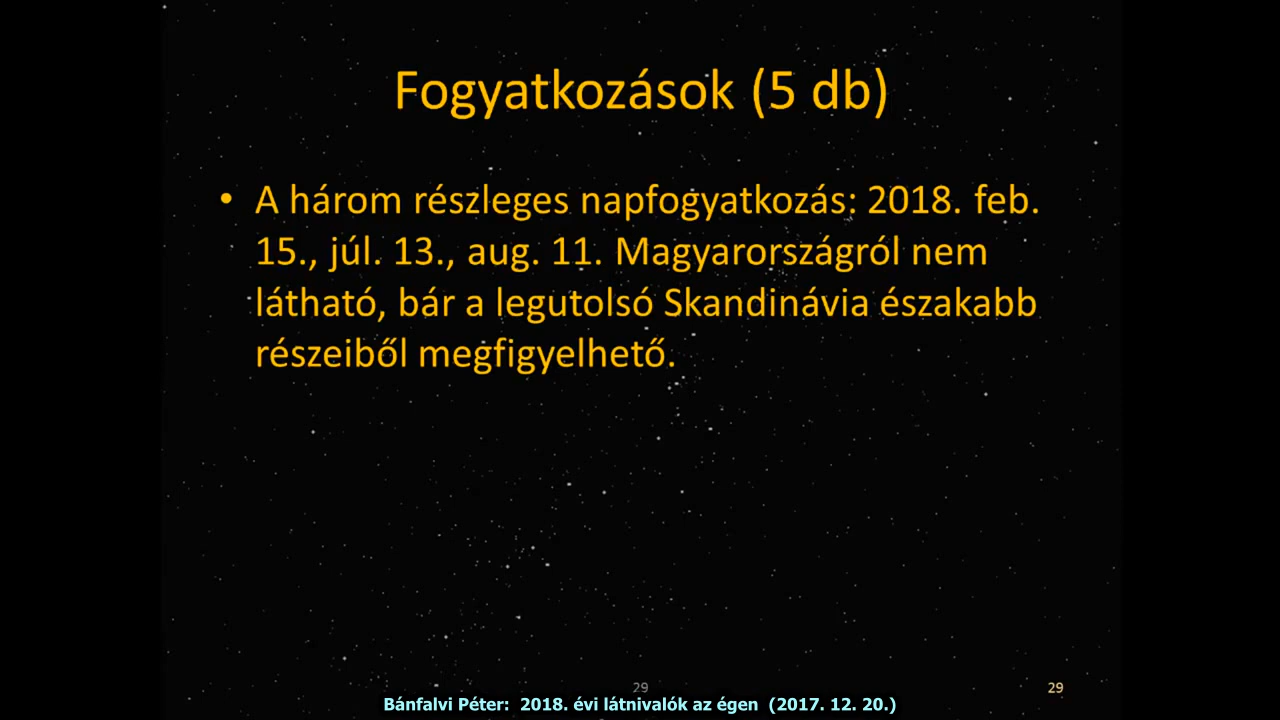 Fogyatkozások (5 db)
• A három részleges napfogyatkozás: 2018. feb.
15., júl. 13., aug. 11. Magyarországról nem
látható, bár a legutolsó Skandinávia északabb
részeiből megfigyelhető.
29
29
Bánfalvi Péter: 2018. évi látnivalók az égen (2017. 12. 20.)